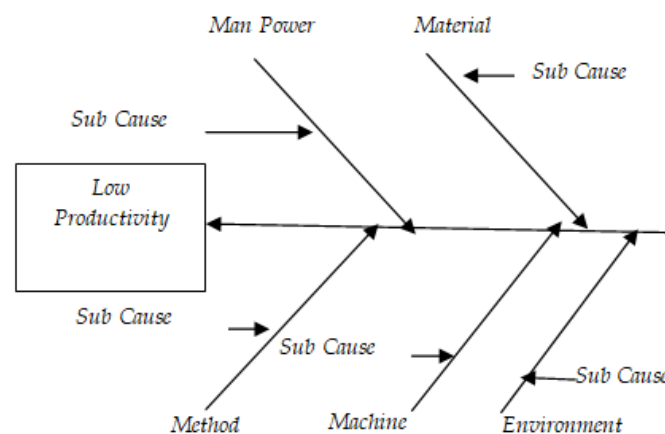 Man Power
Material
Sub Cause
Sub Cause
Low
Productivity
Sub Cause
Sub Cause
Sub Cause
Method
Machine
Environment